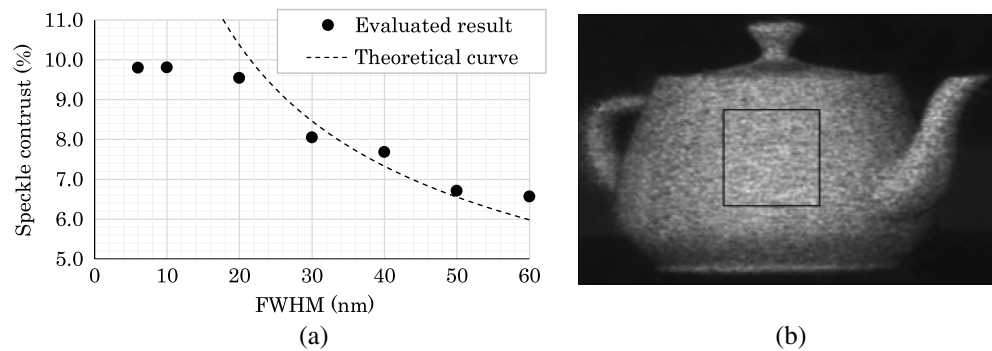 11.0
10.0
9.0
8.0
7.0
6.0
5.0
Speckle contrust (%)
0
10
20
30
40
50
60
FWHM (nm)
Evaluated result
Theoretical curve
(a)
(b)